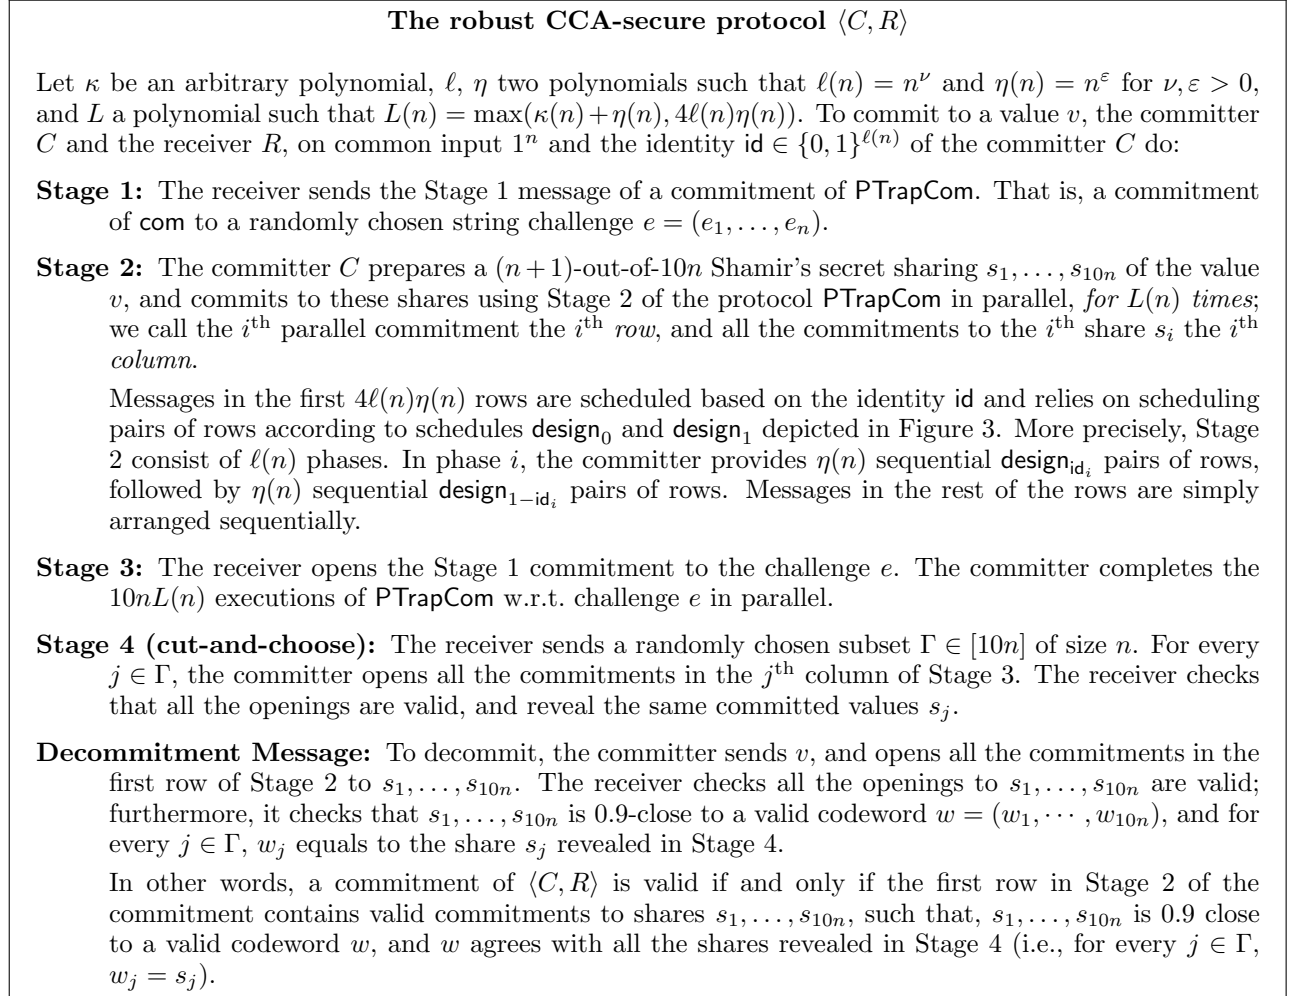 The robust CCA-secure protocol ⟨C, R⟩
Let κ be an arbitrary polynomial, ℓ, η two polynomials such that ℓ(n) = n^ν and η(n) = n^ε for ν, ε > 0,
and L a polynomial such that L(n) = max(κ(n)+η(n), 4ℓ(n)η(n)). To commit to a value v, the committer
C and the receiver R, on common input 1^n and the identity id ∈ {0, 1}^ℓ(n) of the committer C do:
Stage 1: The receiver sends the Stage 1 message of a commitment of PTrapCom. That is, a commitment
of com to a randomly chosen string challenge e = (e_1, . . . , e_n).
Stage 2: The committer C prepares a (n + 1)-out-of-10n Shamir's secret sharing s_1, . . . , s_10n of the value
v, and commits to these shares using Stage 2 of the protocol PTrapCom in parallel, for L(n) times;
we call the i^th parallel commitment the i^th row, and all the commitments to the i^th share s_i the i^th
column.
Messages in the first 4ℓ(n)η(n) rows are scheduled based on the identity id and relies on scheduling
pairs of rows according to schedules design_0 and design_1 depicted in Figure 3. More precisely, Stage
2 consist of ℓ(n) phases. In phase i, the committer provides η(n) sequential design_id_i pairs of rows,
followed by η(n) sequential design_1−id_i pairs of rows. Messages in the rest of the rows are simply
arranged sequentially.
Stage 3: The receiver opens the Stage 1 commitment to the challenge e. The committer completes the
10nL(n) executions of PTrapCom w.r.t. challenge e in parallel.
Stage 4 (cut-and-choose): The receiver sends a randomly chosen subset Γ ∈ [10n] of size n. For every
j ∈ Γ, the committer opens all the commitments in the j^th column of Stage 3. The receiver checks
that all the openings are valid, and reveal the same committed values s_j.
Decommitment Message: To decommit, the committer sends v, and opens all the commitments in the
first row of Stage 2 to s_1, . . . , s_10n. The receiver checks all the openings to s_1, . . . , s_10n are valid;
furthermore, it checks that s_1, . . . , s_10n is 0.9-close to a valid codeword w = (w_1, · · · , w_10n), and for
every j ∈ Γ, w_j equals to the share s_j revealed in Stage 4.
In other words, a commitment of ⟨C, R⟩ is valid if and only if the first row in Stage 2 of the
commitment contains valid commitments to shares s_1, . . . , s_10n, such that, s_1, . . . , s_10n is 0.9 close
to a valid codeword w, and w agrees with all the shares revealed in Stage 4 (i.e., for every j ∈ Γ,
w_j = s_j).